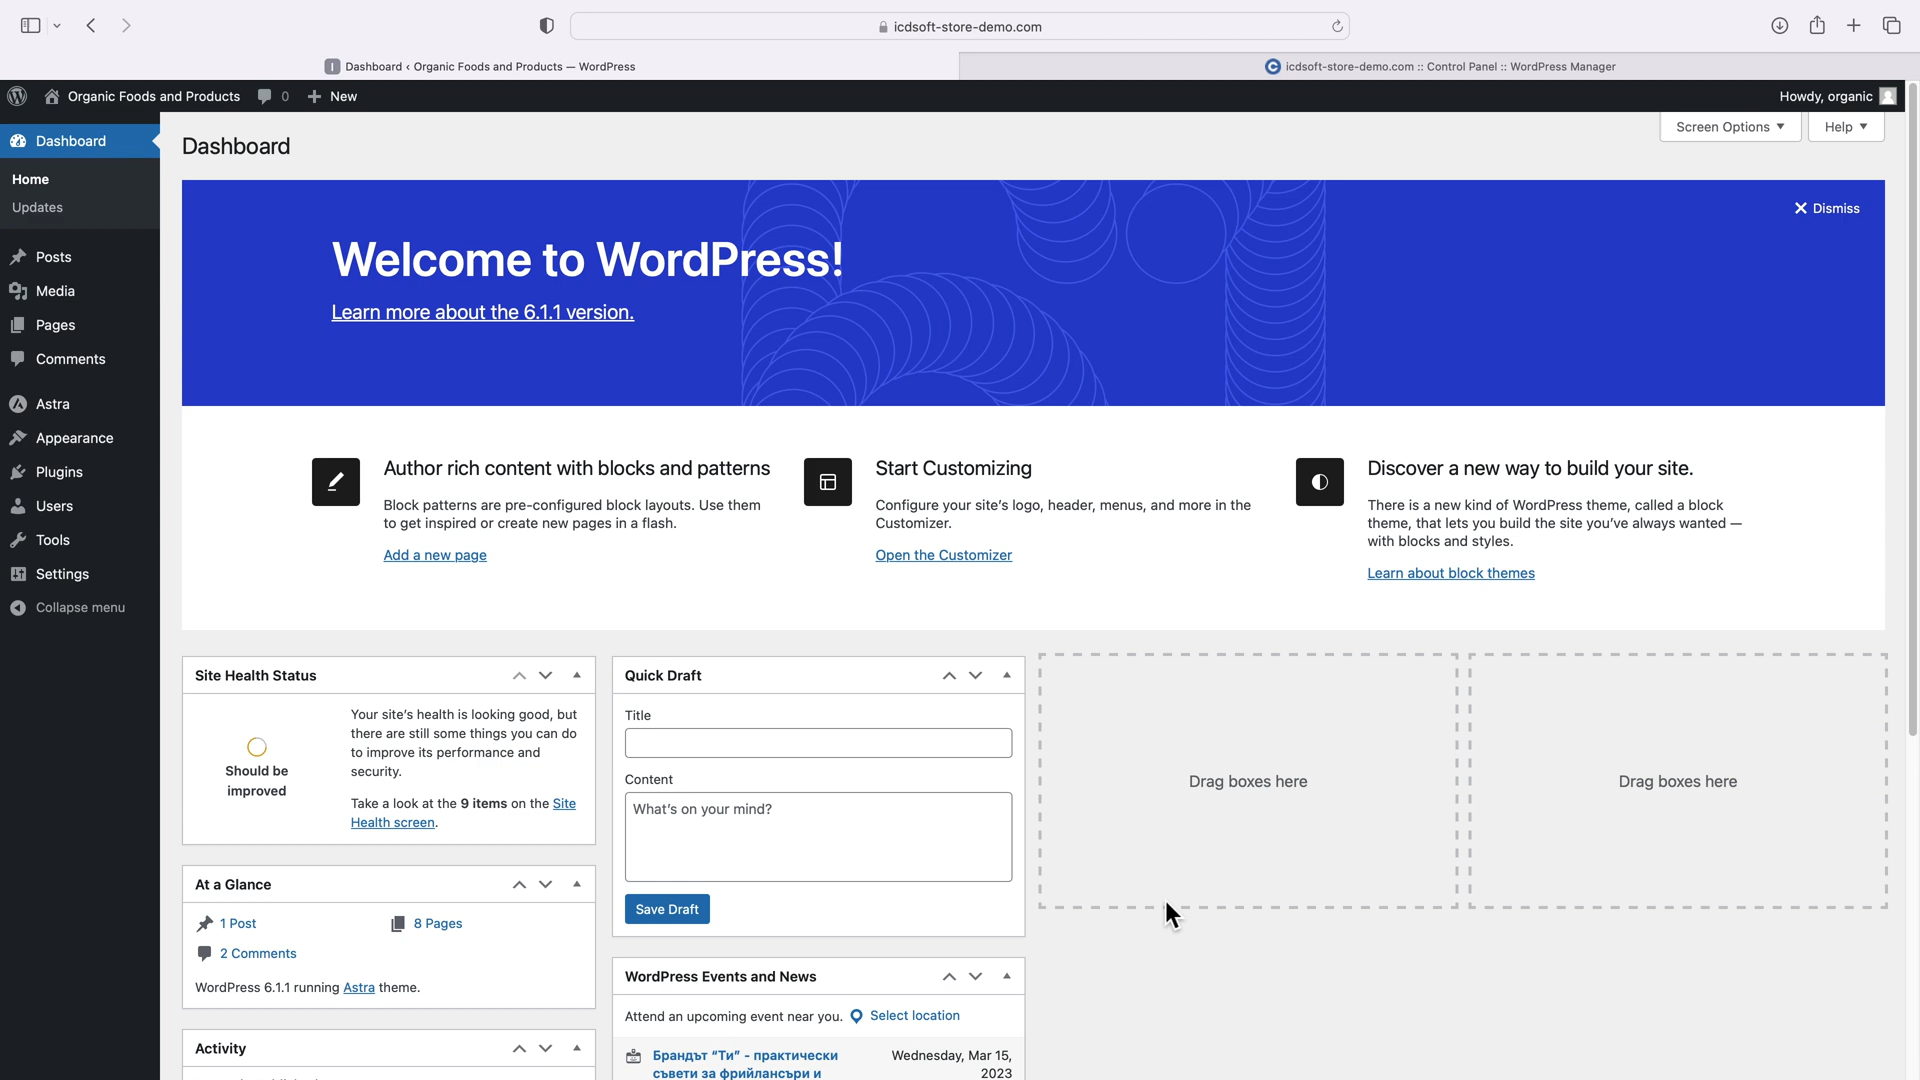 icdsoft-store-demo.com
Dashboard ‹ Organic Foods and Products — WordPress
icdsoft-store-demo.com :: Control Panel :: WordPress Manager
Organic Foods and Products
0
New
Howdy, organic
Dashboard
Home
Updates
Posts
Media
Pages
Comments
Astra
Appearance
Plugins
Users
Tools
Settings
Collapse menu
Dashboard
Screen Options
Help
Dismiss
Welcome to WordPress!
Learn more about the 6.1.1 version.
Author rich content with blocks and patterns
Block patterns are pre-configured block layouts. Use them
to get inspired or create new pages in a flash.
Add a new page
Start Customizing
Configure your site's logo, header, menus, and more in the
Customizer.
Open the Customizer
Discover a new way to build your site.
There is a new kind of WordPress theme, called a block
theme, that lets you build the site you've always wanted —
with blocks and styles.
Learn about block themes
Site Health Status
Should be
improved
Your site's health is looking good, but
there are still some things you can do
to improve its performance and
security.
Take a look at the 9 items on the Site
Health screen.
At a Glance
1 Post
8 Pages
2 Comments
WordPress 6.1.1 running Astra theme.
Activity
Quick Draft
Title
Content
What's on your mind?
Save Draft
WordPress Events and News
Attend an upcoming event near you.
Select location
Брандът "Ти" - практически
съвети за фрийлансъри и
Wednesday, Mar 15,
2023
Drag boxes here
Drag boxes here